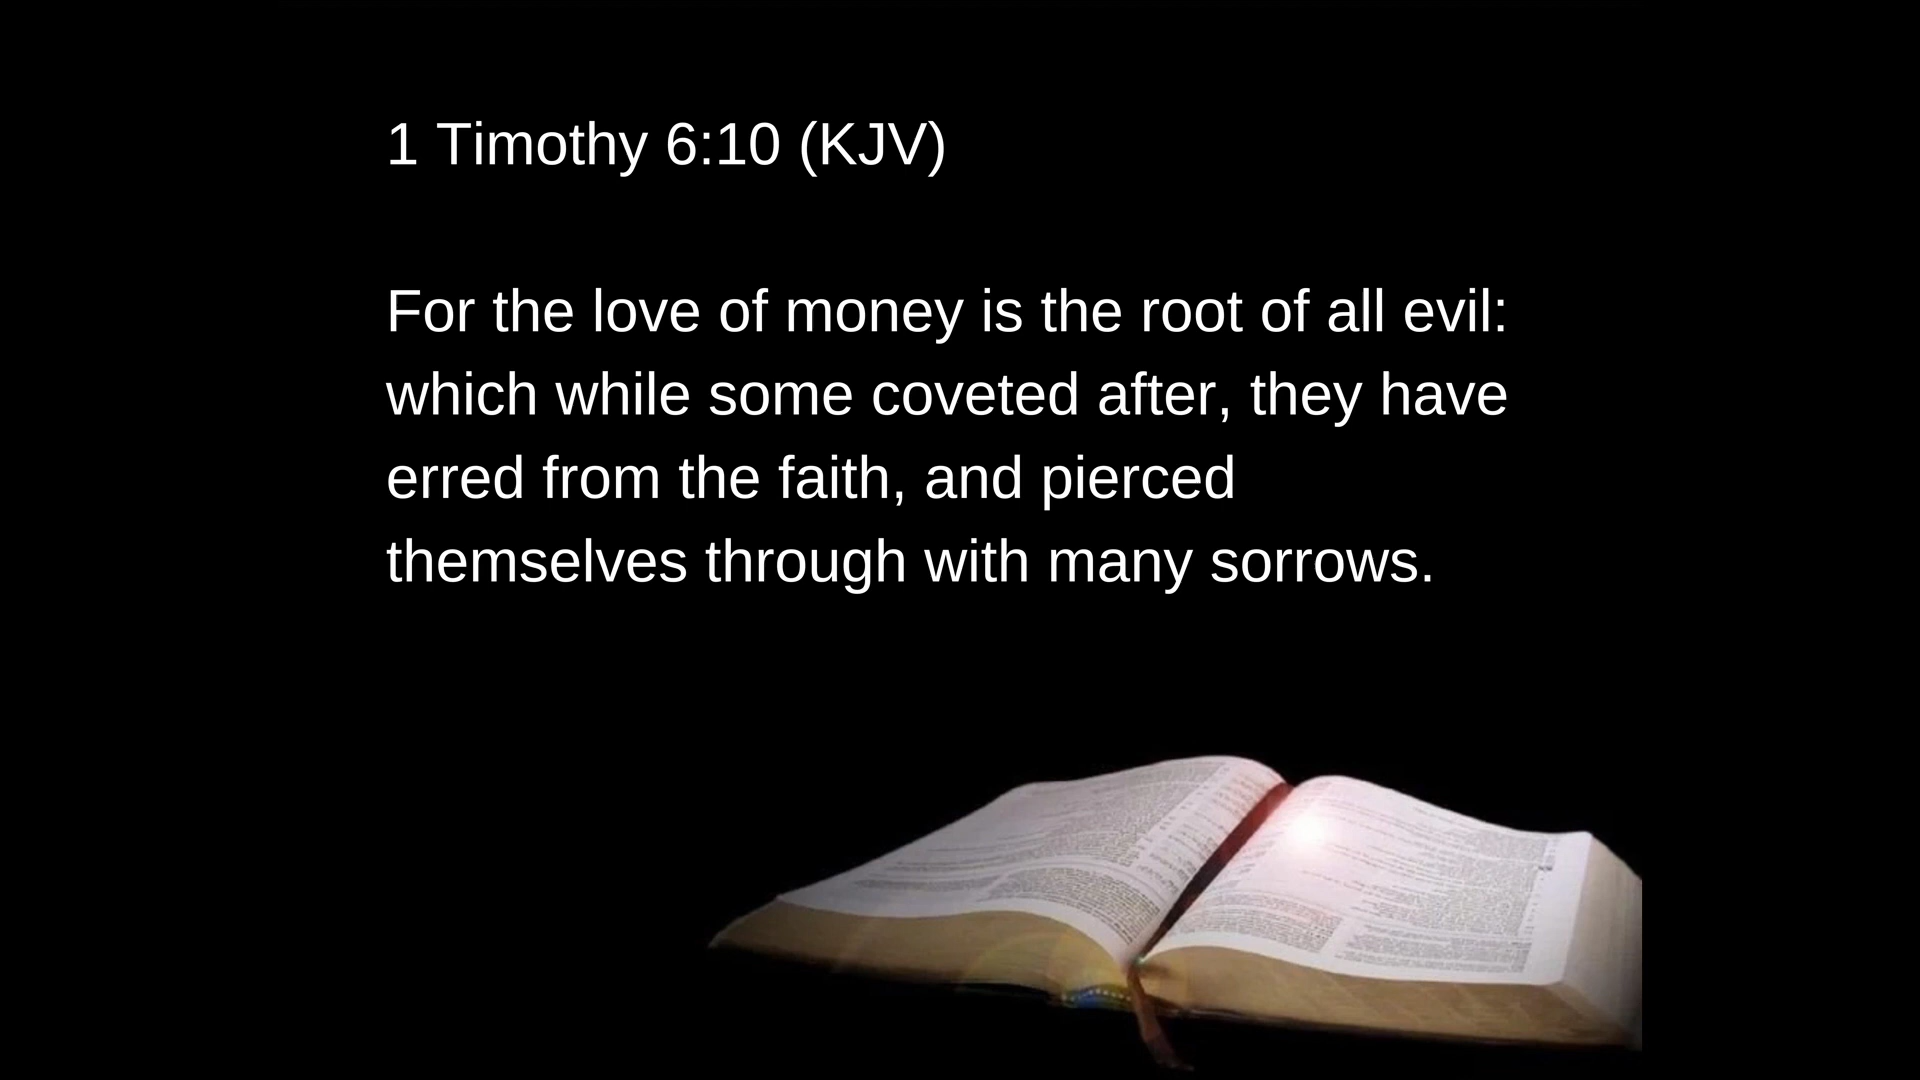 1 Timothy 6:10 (KJV)
For the love of money is the root of all evil:
which while some coveted after, they have
erred from the faith, and pierced
themselves through with many sorrows.